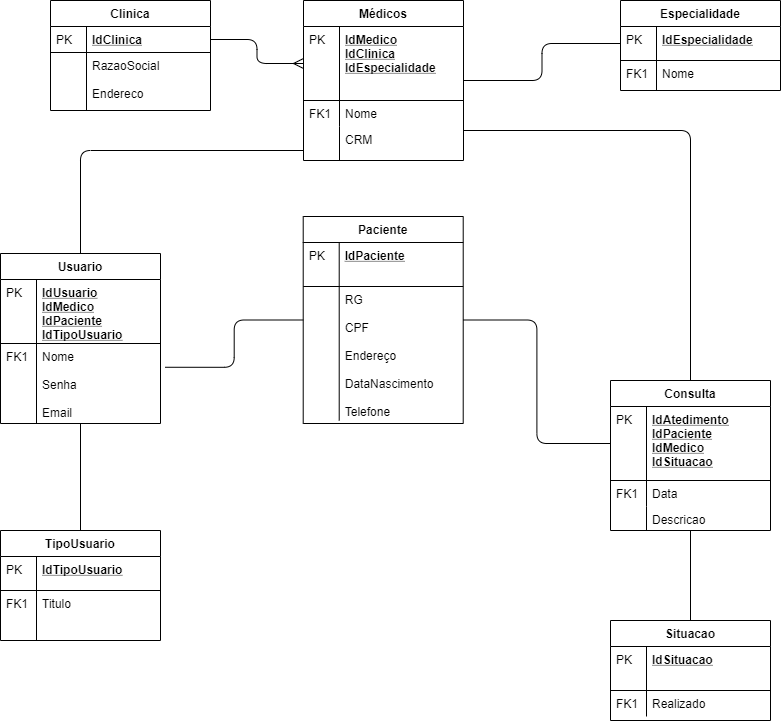 Clinica
PK IdClinica
RazaoSocial
Endereco
Médicos
PK IdMedico
IdClinica
IdEspecialidade
FK1 Nome
CRM
Especialidade
PK IdEspecialidade
FK1 Nome
Usuario
PK IdUsuario
IdMedico
IdPaciente
IdTipoUsuario
FK1 Nome
Senha
Email
Paciente
PK IdPaciente
RG
CPF
Endereço
DataNascimento
Telefone
Consulta
PK IdAtedimento
IdPaciente
IdMedico
IdSituacao
FK1 Data
Descricao
TipoUsuario
PK IdTipoUsuario
FK1 Titulo
Situacao
PK IdSituacao
FK1 Realizado